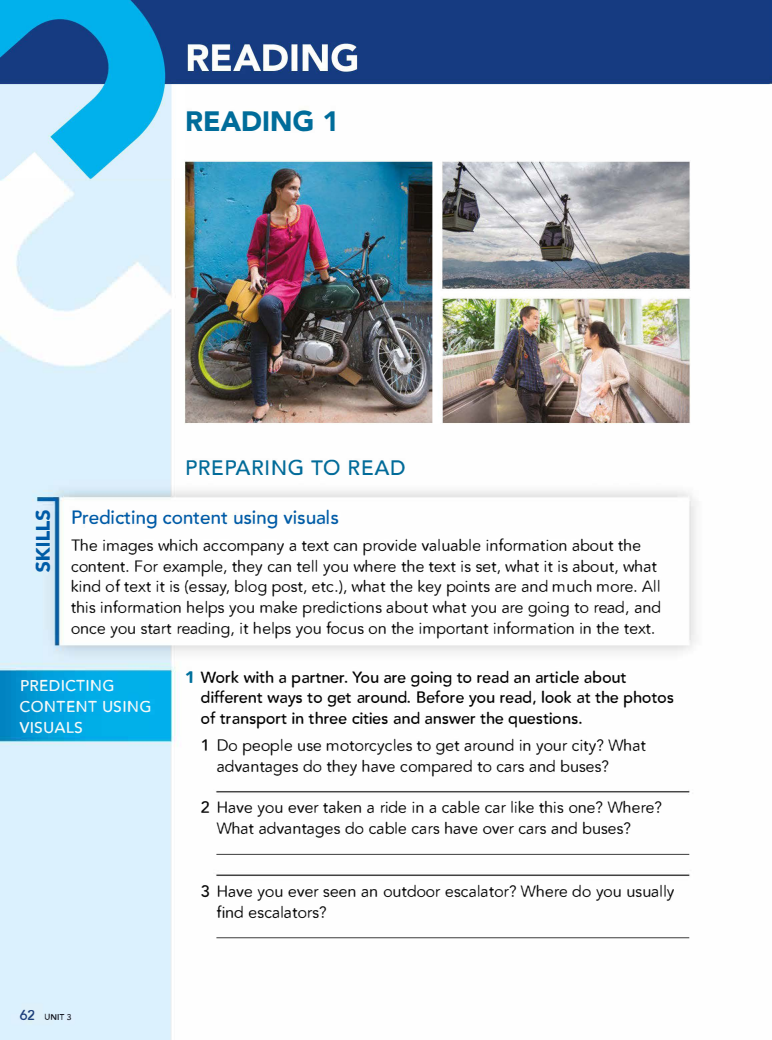 READING
READING 1
PREPARING TO READ
SKILLS
Predicting content using visuals
The images which accompany a text can provide valuable information about the
content. For example, they can tell you where the text is set, what it is about, what
kind of text it is (essay, blog post, etc.), what the key points are and much more. All
this information helps you make predictions about what you are going to read, and
once you start reading, it helps you focus on the important information in the text.
PREDICTING
CONTENT USING
VISUALS
1 Work with a partner. You are going to read an article about
different ways to get around. Before you read, look at the photos
of transport in three cities and answer the questions.
1 Do people use motorcycles to get around in your city? What
advantages do they have compared to cars and buses?
2 Have you ever taken a ride in a cable car like this one? Where?
What advantages do cable cars have over cars and buses?
3 Have you ever seen an outdoor escalator? Where do you usually
find escalators?
62 UNIT 3